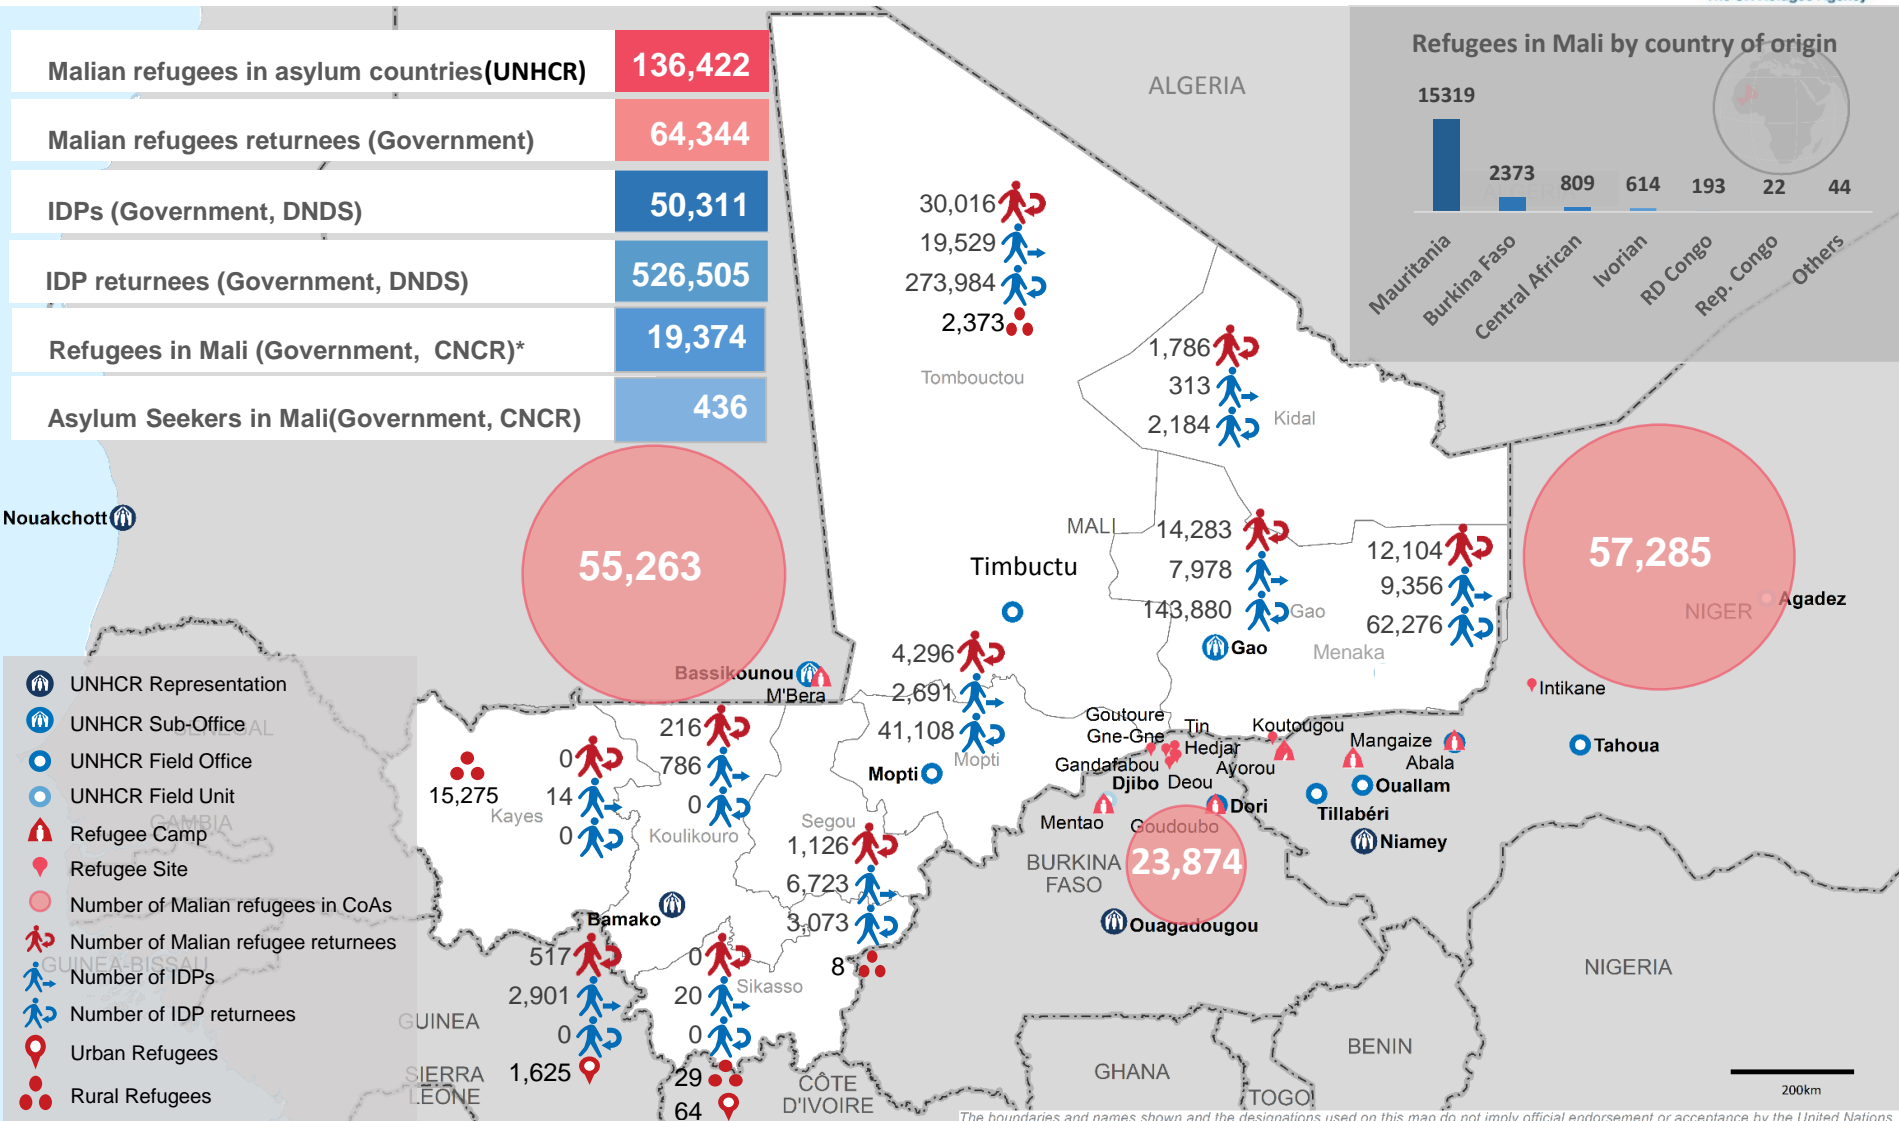 Malian refugees in asylum countries(UNHCR) 136,422
Malian refugees returnees (Government) 64,344
IDPs (Government, DNDS) 50,311
IDP returnees (Government, DNDS) 526,505
Refugees in Mali (Government, CNCR)* 19,374
Asylum Seekers in Mali(Government, CNCR) 436
Refugees in Mali by country of origin
15319
2373
809
614
193
22
44
Mauritania
Burkina Faso
Central African
Ivorian
RD Congo
Rep. Congo
Others
ALGERIA
30,016
19,529
273,984
2,373
Tombouctou
1,786
313
2,184
Kidal
Nouakchott
55,263
MALI
14,283
7,978
143,880
Gao
Gao
12,104
9,356
62,276
Menaka
57,285
NIGER
Agadez
Timbuctu
Bassikounou
M'Bera
4,296
2,691
41,108
Mopti
Mopti
Intikane
Goutoure
Gne-Gne
Tin
Hedjar
Koutougou
Mangaize
Abala
Tahoua
Gandafabou
Ayorou
Djibo
Deou
Ouallam
Mentao
Goudoubo
Dori
Tillabéri
Niamey
BURKINA
FASO
23,874
Ouagadougou
15,275
0
14
0
Kayes
216
786
0
Koulikouro
Segou
1,126
6,723
3,073
8
Bamako
517
2,901
0
1,625
0
20
0
Sikasso
29
64
UNHCR Representation
UNHCR Sub-Office
UNHCR Field Office
UNHCR Field Unit
Refugee Camp
Refugee Site
Number of Malian refugees in CoAs
Number of Malian refugee returnees
Number of IDPs
Number of IDP returnees
Urban Refugees
Rural Refugees
SENEGAL
GAMBIA
GUINEA-BISSAU
GUINEA
SIERRA
LEONE
CÔTE
D'IVOIRE
GHANA
TOGO
BENIN
NIGERIA
200km
The boundaries and names shown and the designations used on this map do not imply official endorsement or acceptance by the United Nations